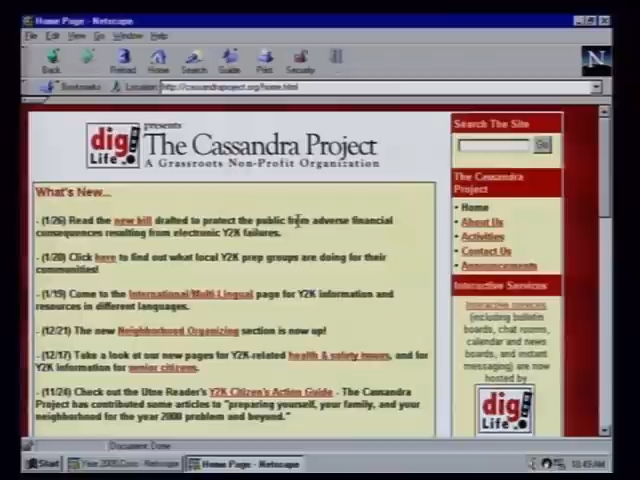 Home Page - Netscape
File Edit View Go Window Help
Back Reload Home Search Guide Print Security
Bookmarks Location: http://cassandraproject.org/home.html
N
dig!
Life.
presents
The Cassandra Project
A Grassroots Non-Profit Organization
What's New...
- (1/26) Read the new bill drafted to protect the public from adverse financial
consequences resulting from electronic Y2K failures.
- (1/20) Click here to find out what local Y2K prep groups are doing for their
communities!
- (1/19) Come to the International/Multi-Lingual page for Y2K information and
resources in different languages.
- (12/21) The new Neighborhood Organizing section is now up!
- (12/17) Take a look at our new pages for Y2K-related health & safety issues, and for
Y2K information for senior citizens.
- (11/24) Check out the Utne Reader's Y2K Citizen's Action Guide - The Cassandra
Project has contributed some articles to "preparing yourself, your family, and your
neighborhood for the year 2000 problem and beyond."
Search The Site
Go
The Cassandra
Project
• Home
• About Us
• Activities
• Contact Us
• Announcements
Interactive Services
Interactive services
(including bulletin
boards, chat rooms,
calendar and news
boards, and instant
messaging) are now
hosted by
dig!
Life.
Document: Done
Start
Home Page - Netscape
10:45 AM